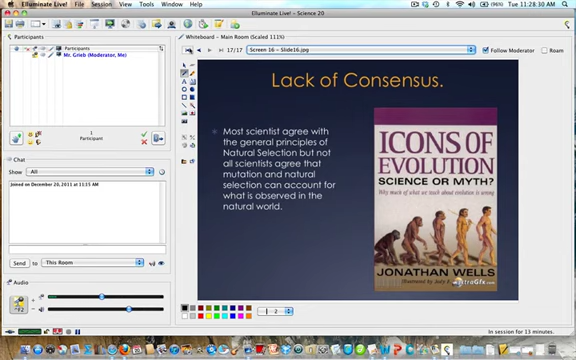 Elluminate Live!
File
Session
View
Tools
Window
Help
Tue 11:28:30 AM
Elluminate Live! – Science 20
Participants
Participants
Mr. Grieb (Moderator, Me)
1
Participant
Chat
Show
All
Joined on December 20, 2011 at 11:15 AM
Send to
This Room
Audio
F2
Whiteboard – Main Room (Scaled 111%)
17/17
Screen 16 – Slide16.jpg
Follow Moderator
Roam
Lack of Consensus.
Most scientist agree with
the general principles of
Natural Selection but not
all scientists agree that
mutation and natural
selection can account for
what is observed in the
natural world.
ICONS OF
EVOLUTION
SCIENCE OR MYTH?
Why much of what we teach about evolution is wrong
JONATHAN WELLS
2
In session for 13 minutes.